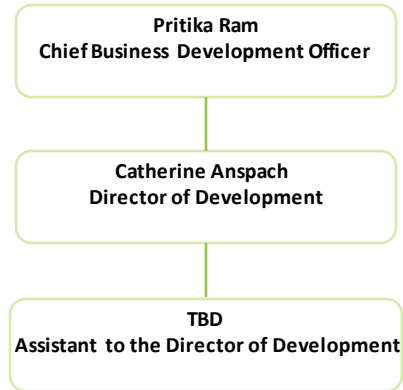 Pritika Ram
Chief Business Development Officer
Catherine Anspach
Director of Development
TBD
Assistant to the Director of Development